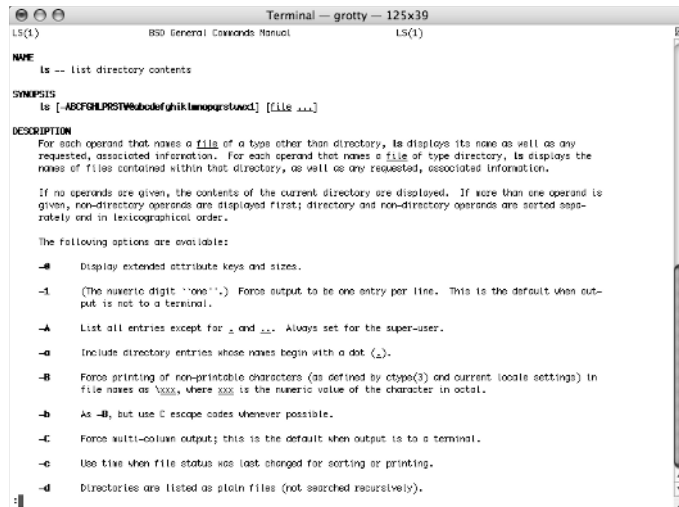 Terminal — grotty — 125x39
LS(1) BSD General Commands Manual LS(1)
NAME
ls -- list directory contents
SYNOPSIS
ls [-ABCFGHLPRSTW@abcdefghiklmnopqrstuwx1] [file ...]
DESCRIPTION
For each operand that names a file of a type other than directory, ls displays its name as well as any
requested, associated information. For each operand that names a file of type directory, ls displays the
names of files contained within that directory, as well as any requested, associated information.
If no operands are given, the contents of the current directory are displayed. If more than one operand is
given, non-directory operands are displayed first; directory and non-directory operands are sorted sepa-
rately and in lexicographical order.
The following options are available:
-@ Display extended attribute keys and sizes.
-1 (The numeric digit ``one''.) Force output to be one entry per line. This is the default when out-
put is not to a terminal.
-A List all entries except for . and ... Always set for the super-user.
-a Include directory entries whose names begin with a dot (.).
-B Force printing of non-printable characters (as defined by ctype(3) and current locale settings) in
file names as \xxx, where xxx is the numeric value of the character in octal.
-b As -B, but use C escape codes whenever possible.
-C Force multi-column output; this is the default when output is to a terminal.
-c Use time when file status was last changed for sorting or printing.
-d Directories are listed as plain files (not searched recursively).
: